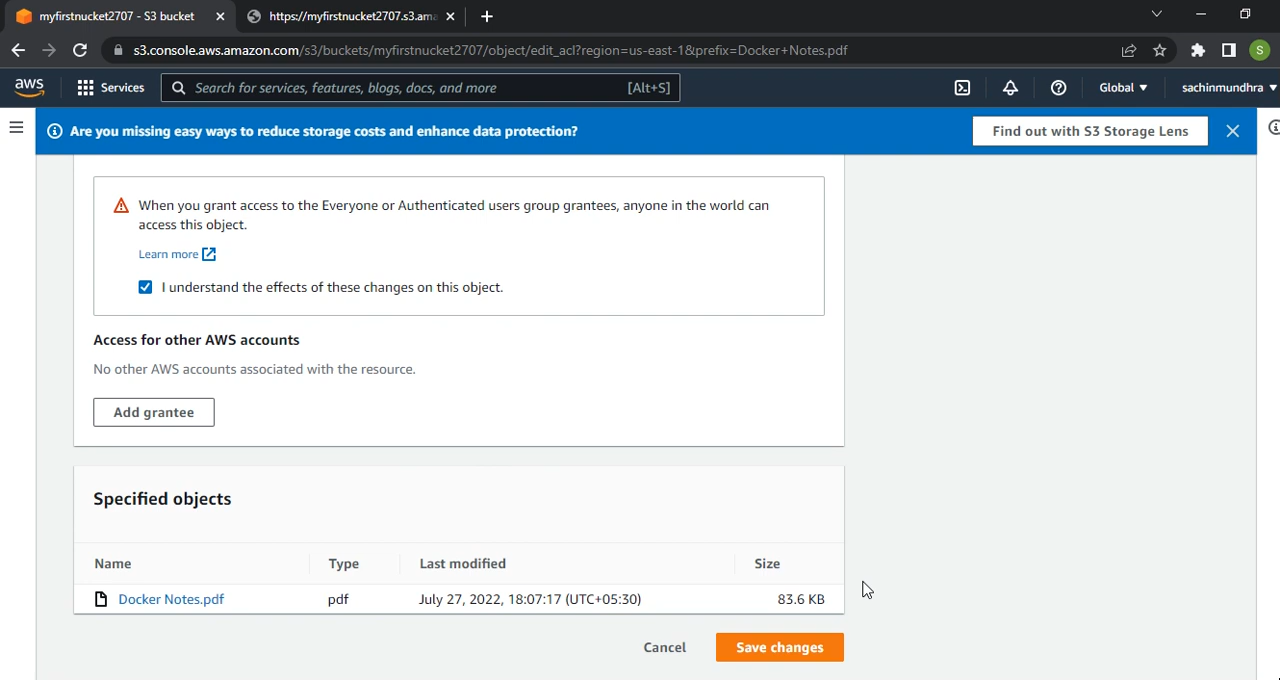 myfirstnucket2707 - S3 bucket
https://myfirstnucket2707.s3.ama
s3.console.aws.amazon.com/s3/buckets/myfirstnucket2707/object/edit_acl?region=us-east-1&prefix=Docker+Notes.pdf
S
aws
Services
Search for services, features, blogs, docs, and more
[Alt+S]
Global
sachinmundhra
Are you missing easy ways to reduce storage costs and enhance data protection?
Find out with S3 Storage Lens
When you grant access to the Everyone or Authenticated users group grantees, anyone in the world can
access this object.
Learn more
I understand the effects of these changes on this object.
Access for other AWS accounts
No other AWS accounts associated with the resource.
Add grantee
Specified objects
Name Type Last modified Size
Docker Notes.pdf pdf July 27, 2022, 18:07:17 (UTC+05:30) 83.6 KB
Cancel
Save changes